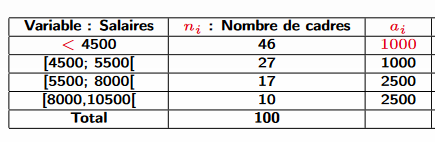 Variable : Salaires n_i : Nombre de cadres a_i
< 4500 46 1000
[4500; 5500[ 27 1000
[5500; 8000[ 17 2500
[8000,10500[ 10 2500
Total 100